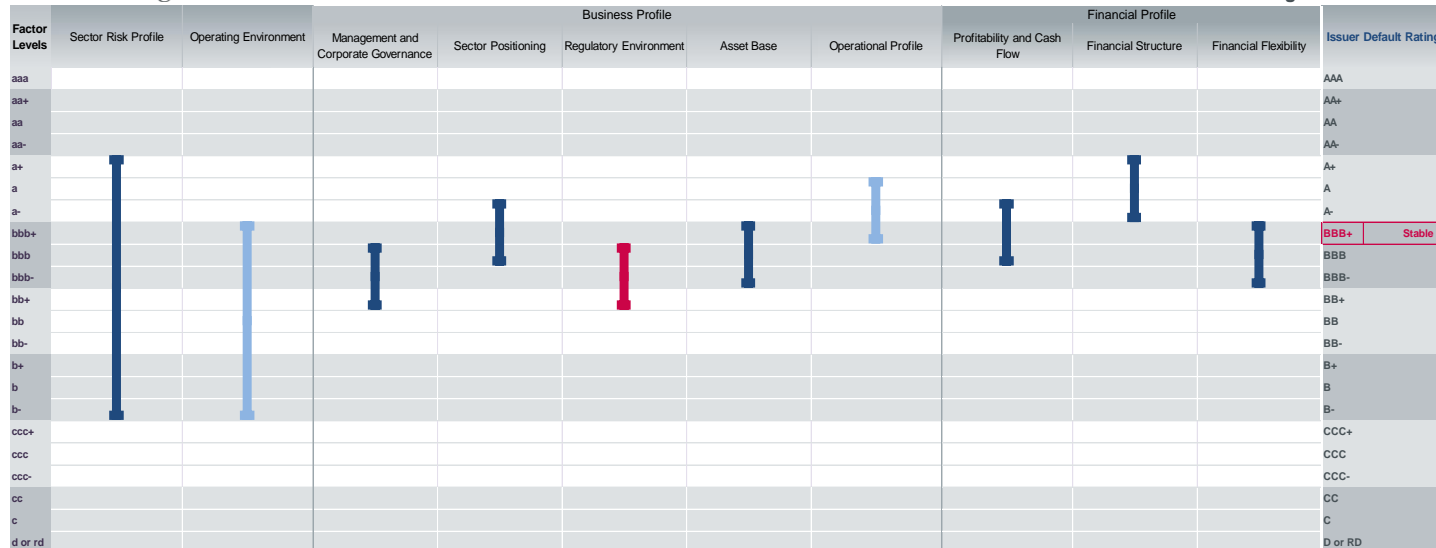 Business Profile Financial Profile
Factor Levels Sector Risk Profile Operating Environment Management and Corporate Governance Sector Positioning Regulatory Environment Asset Base Operational Profile Profitability and Cash Flow Financial Structure Financial Flexibility Issuer Default Rating
aaa AAA
aa+ AA+
aa AA
aa- AA-
a+ A+
a A
a- A-
bbb+ BBB+ Stable
bbb BBB
bbb- BBB-
bb+ BB+
bb BB
bb- BB-
b+ B+
b B
b- B-
ccc+ CCC+
ccc CCC
ccc- CCC-
cc CC
c C
d or rd D or RD